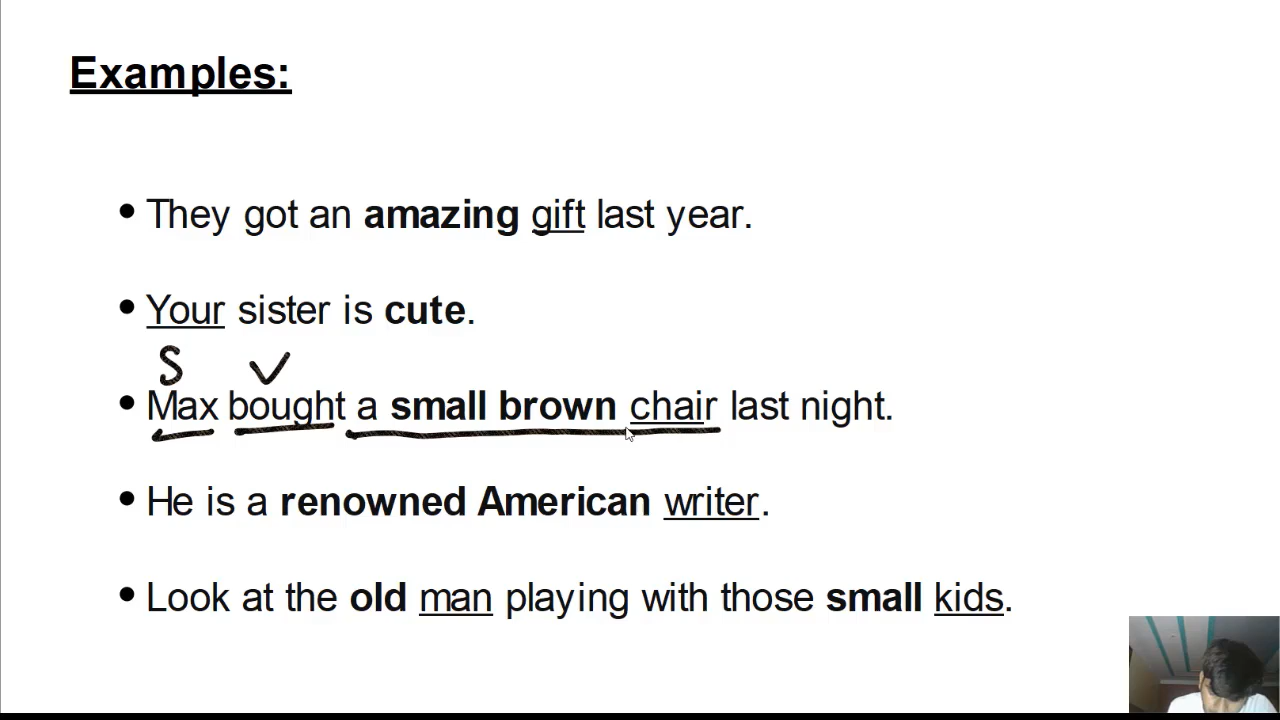 Examples:
• They got an amazing gift last year.
• Your sister is cute.
S V
• Max bought a small brown chair last night.
• He is a renowned American writer.
• Look at the old man playing with those small kids.